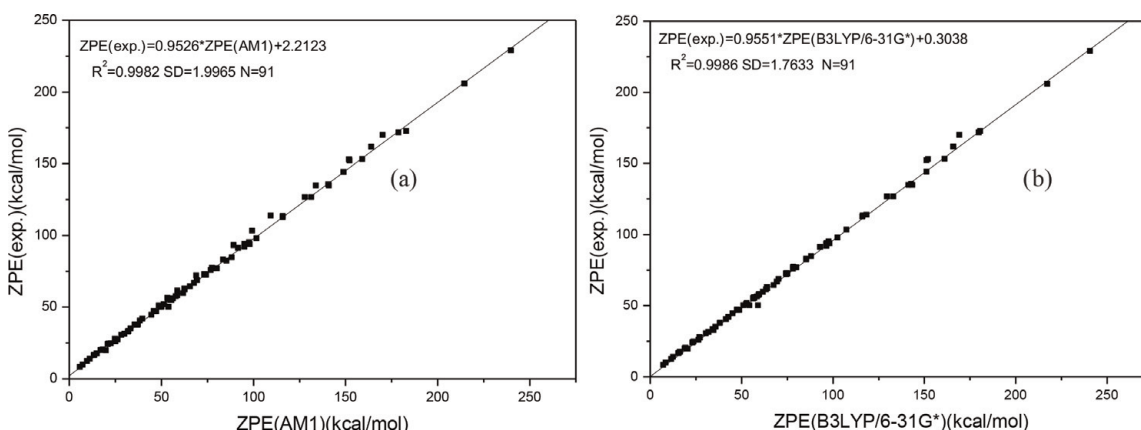 250
200
150
100
50
0
ZPE(exp.)(kcal/mol)
ZPE(exp.)=0.9526*ZPE(AM1)+2.2123
R²=0.9982 SD=1.9965 N=91
(a)
0 50 100 150 200 250
ZPE(AM1)(kcal/mol)
250
200
150
100
50
0
ZPE(exp.)(kcal/mol)
ZPE(exp.)=0.9551*ZPE(B3LYP/6-31G*)+0.3038
R²=0.9986 SD=1.7633 N=91
(b)
0 50 100 150 200 250
ZPE(B3LYP/6-31G*)(kcal/mol)